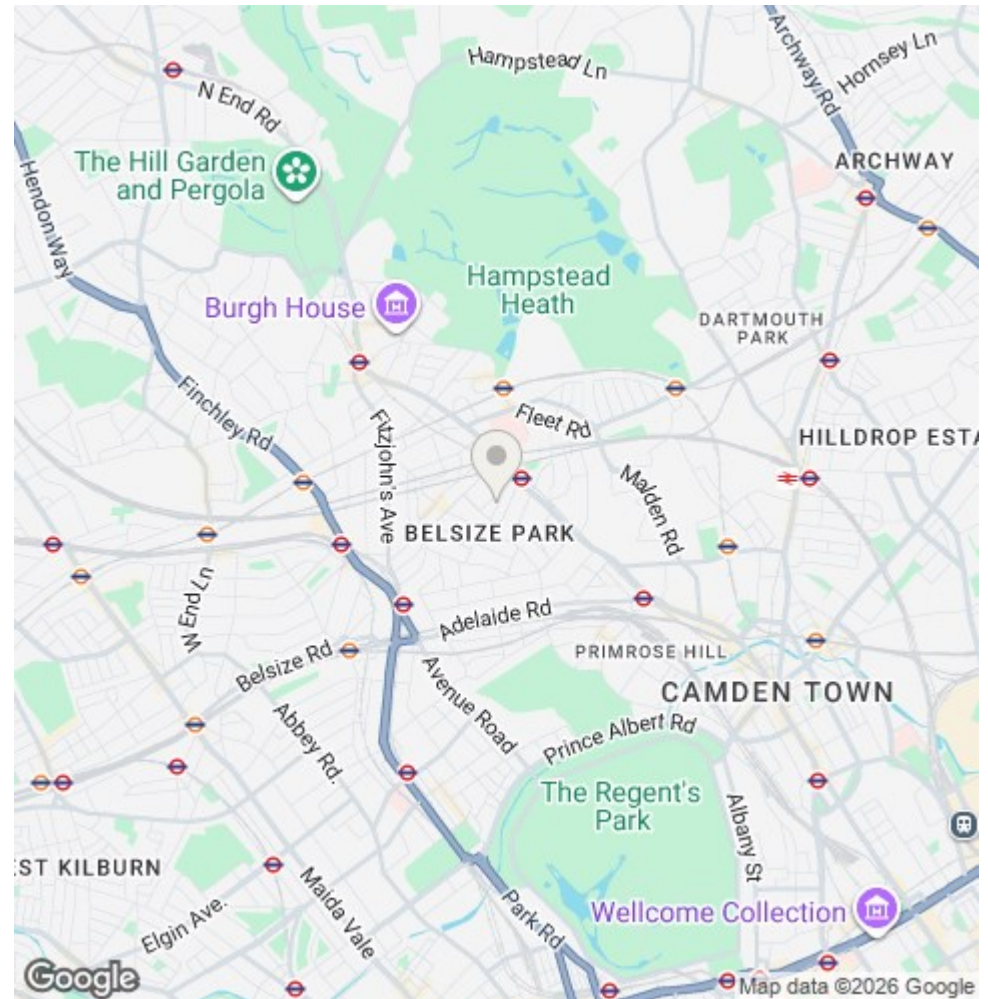 Hampstead Ln
Archway Rd
Hornsey Ln
N End Rd
The Hill Garden
and Pergola
ARCHWAY
Hendon Way
Hampstead
Heath
Burgh House
DARTMOUTH
PARK
Finchley Rd
Fitzjohn's Ave
Fleet Rd
HILLDROP ESTA
Malden Rd
BELSIZE PARK
W End Ln
Adelaide Rd
Belsize Rd
PRIMROSE HILL
Avenue Road
CAMDEN TOWN
Abbey Rd.
Prince Albert Rd
The Regent's
Park
Albany St
EST KILBURN
Maida Vale
Elgin Ave.
Park Rd
Wellcome Collection
Google
Map data ©2026 Google